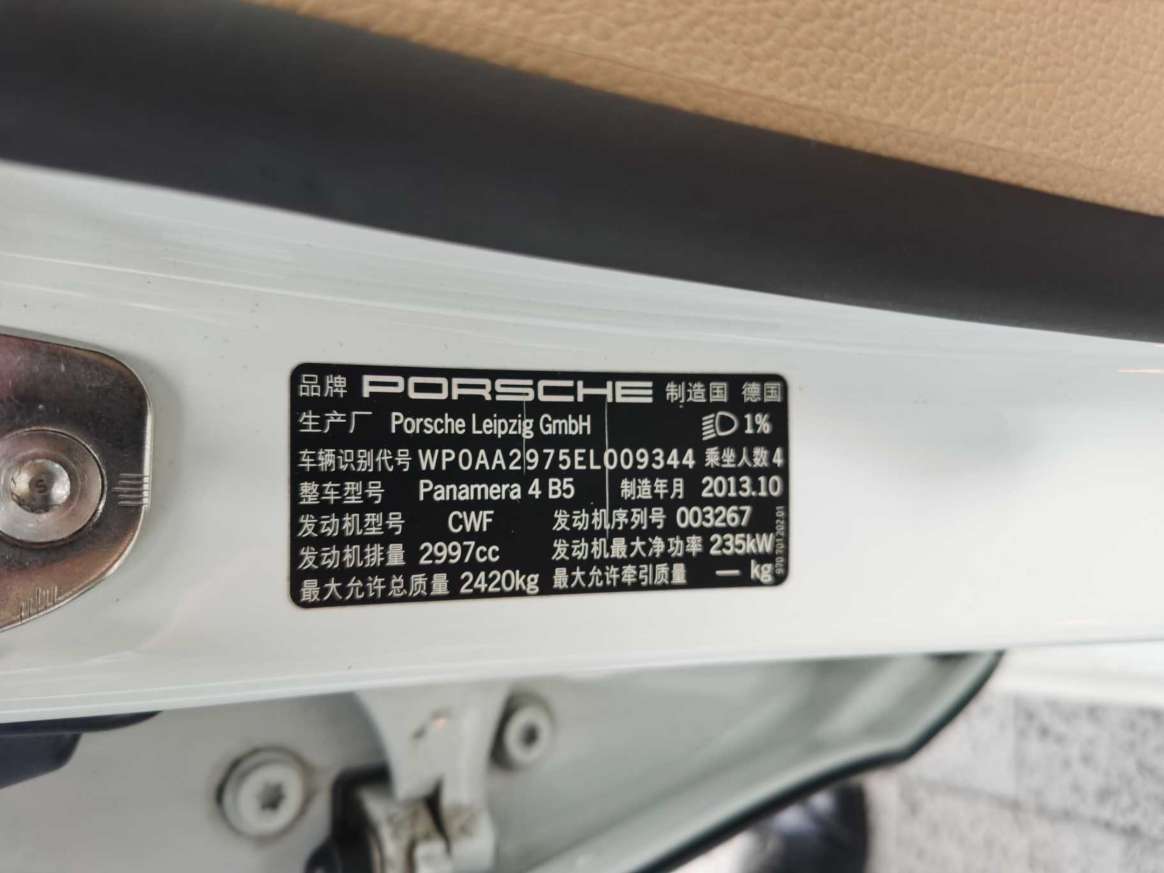 品牌 PORSCHE 制造国 德国
生产厂 Porsche Leipzig GmbH 1%
车辆识别代号 WP0AA2975EL009344 乘坐人数 4
整车型号 Panamera 4 B5 制造年月 2013.10
发动机型号 CWF 发动机序列号 003267
发动机排量 2997cc 发动机最大净功率 235kW
最大允许总质量 2420kg 最大允许牵引质量 — kg
970.701.202.01